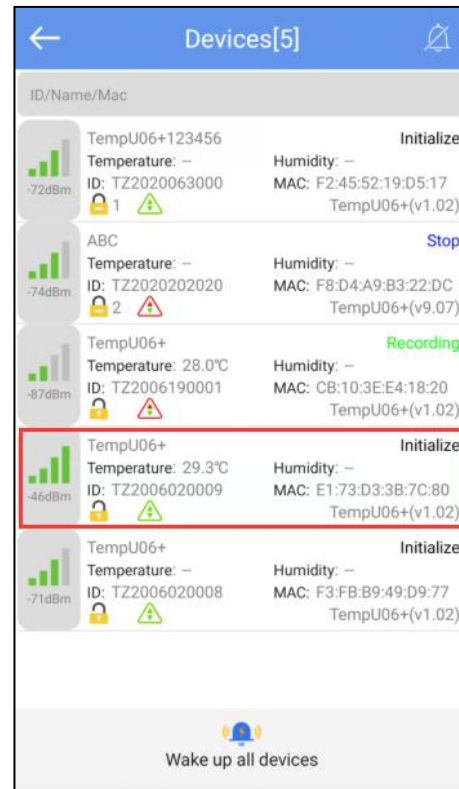 Devices[5]
ID/Name/Mac
TempU06+123456 Initialize
Temperature: -- Humidity: --
-72dBm ID: TZ2020063000 MAC: F2:45:52:19:D5:17
1 TempU06+(v1.02)
ABC Stop
Temperature: -- Humidity: --
-74dBm ID: TZ2020202020 MAC: F8:D4:A9:B3:22:DC
2 TempU06+(v9.07)
TempU06+ Recording
Temperature: 28.0℃ Humidity: --
-87dBm ID: TZ2006190001 MAC: CB:10:3E:E4:18:20
TempU06+(v1.02)
TempU06+ Initialize
Temperature: 29.3℃ Humidity: --
-46dBm ID: TZ2006020009 MAC: E1:73:D3:3B:7C:80
TempU06+(v1.02)
TempU06+ Initialize
Temperature: -- Humidity: --
-71dBm ID: TZ2006020008 MAC: F3:FB:B9:49:D9:77
TempU06+(v1.02)
Wake up all devices